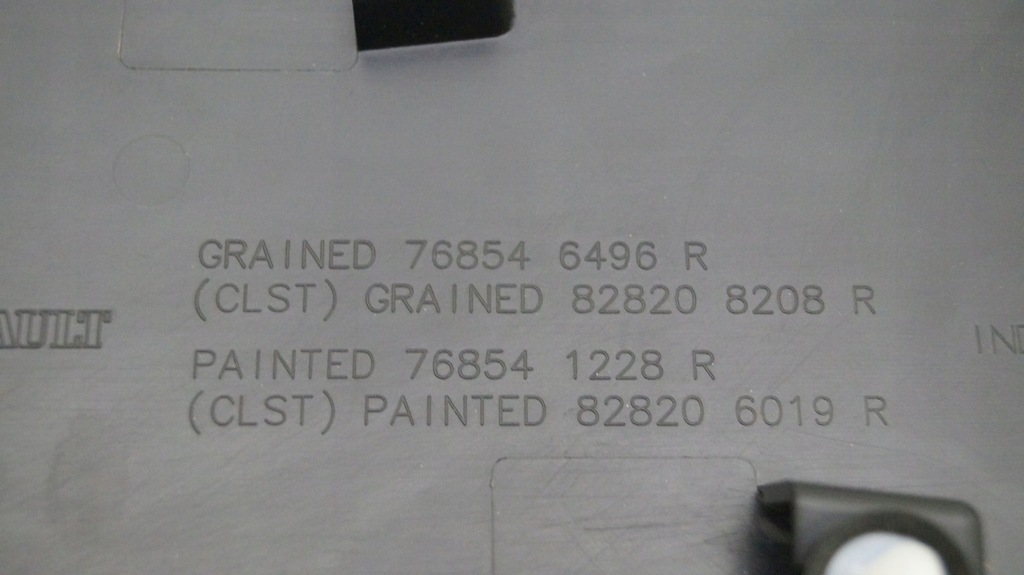 GRAINED 76854 6496 R
(CLST) GRAINED 82820 8208 R
PAINTED 76854 1228 R
(CLST) PAINTED 82820 6019 R